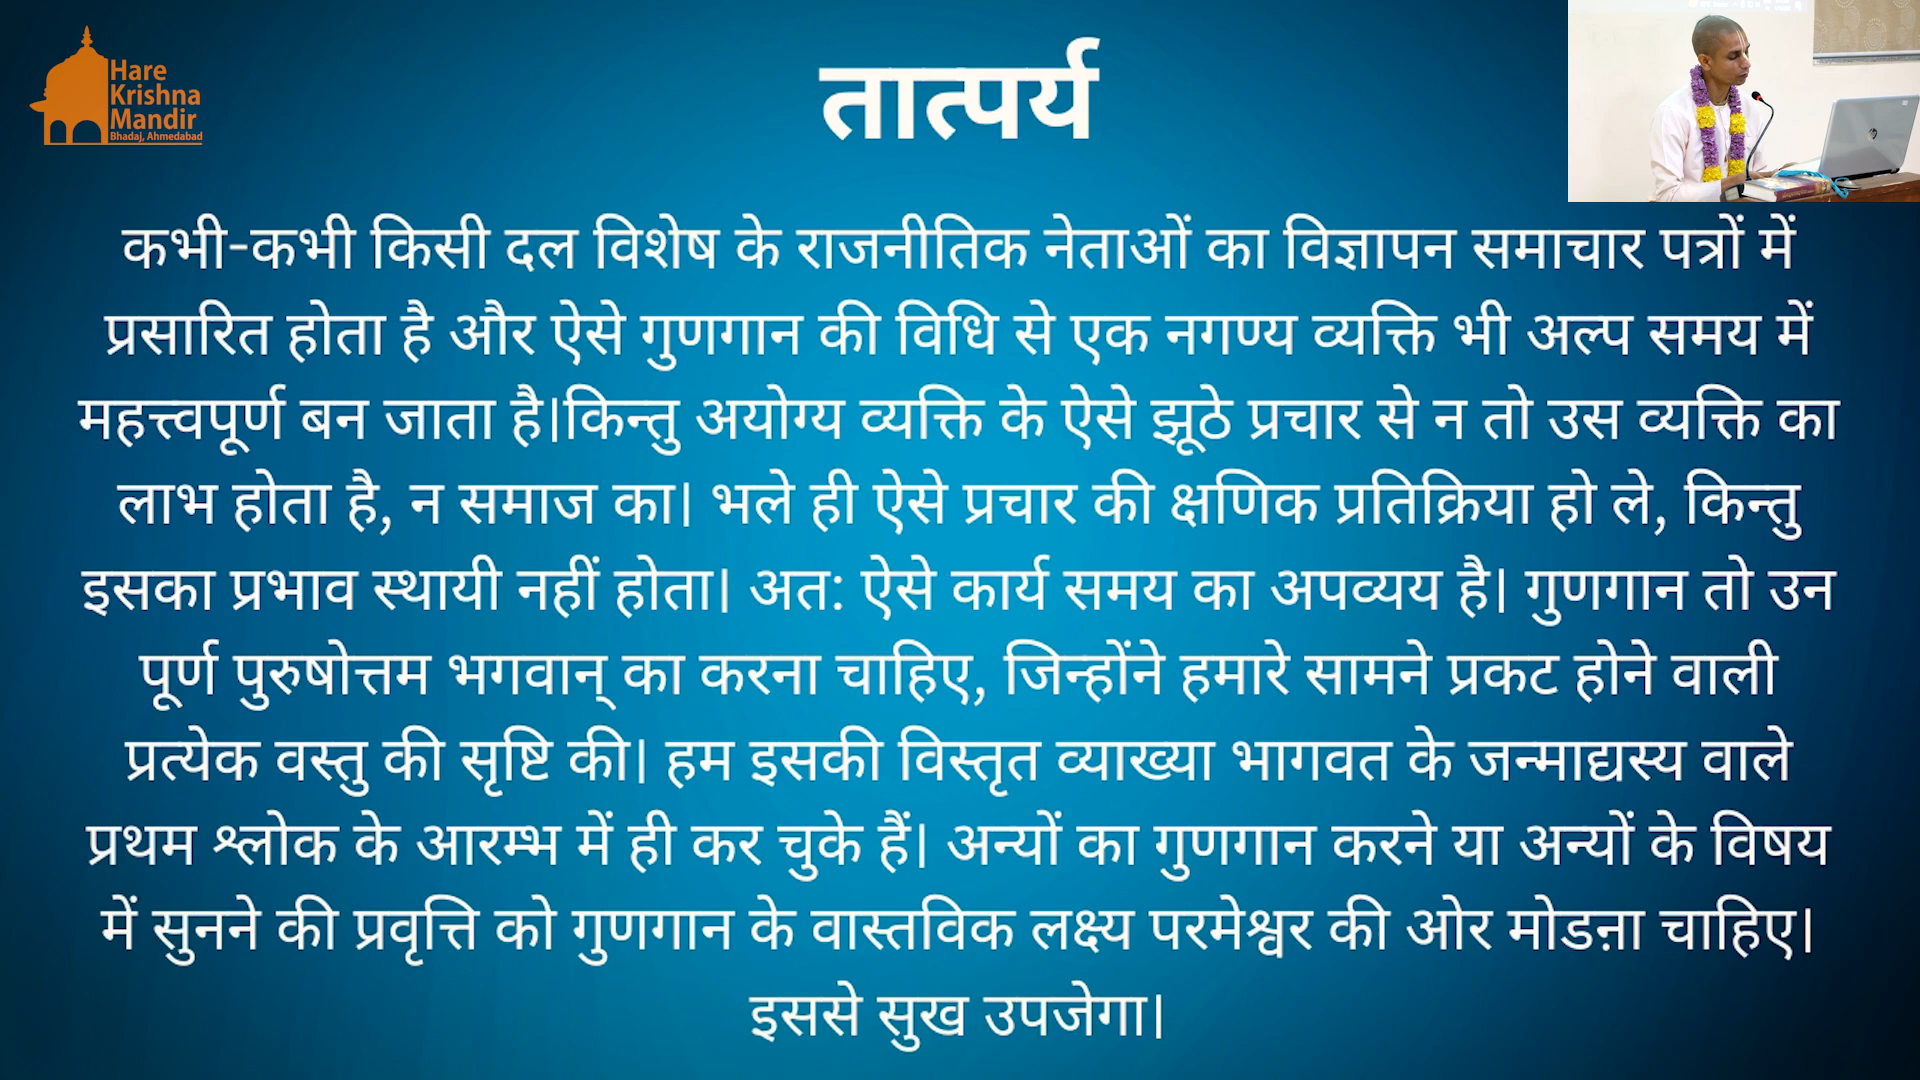 Hare
Krishna
Mandir
Bhadaj, Ahmedabad
तात्पर्य
कभी-कभी किसी दल विशेष के राजनीतिक नेताओं का विज्ञापन समाचार पत्रों में
प्रसारित होता है और ऐसे गुणगान की विधि से एक नगण्य व्यक्ति भी अल्प समय में
महत्त्वपूर्ण बन जाता है।किन्तु अयोग्य व्यक्ति के ऐसे झूठे प्रचार से न तो उस व्यक्ति का
लाभ होता है, न समाज का। भले ही ऐसे प्रचार की क्षणिक प्रतिक्रिया हो ले, किन्तु
इसका प्रभाव स्थायी नहीं होता। अत: ऐसे कार्य समय का अपव्यय है। गुणगान तो उन
पूर्ण पुरुषोत्तम भगवान् का करना चाहिए, जिन्होंने हमारे सामने प्रकट होने वाली
प्रत्येक वस्तु की सृष्टि की। हम इसकी विस्तृत व्याख्या भागवत के जन्माद्यस्य वाले
प्रथम श्लोक के आरम्भ में ही कर चुके हैं। अन्यों का गुणगान करने या अन्यों के विषय
में सुनने की प्रवृत्ति को गुणगान के वास्तविक लक्ष्य परमेश्वर की ओर मोडऩा चाहिए।
इससे सुख उपजेगा।